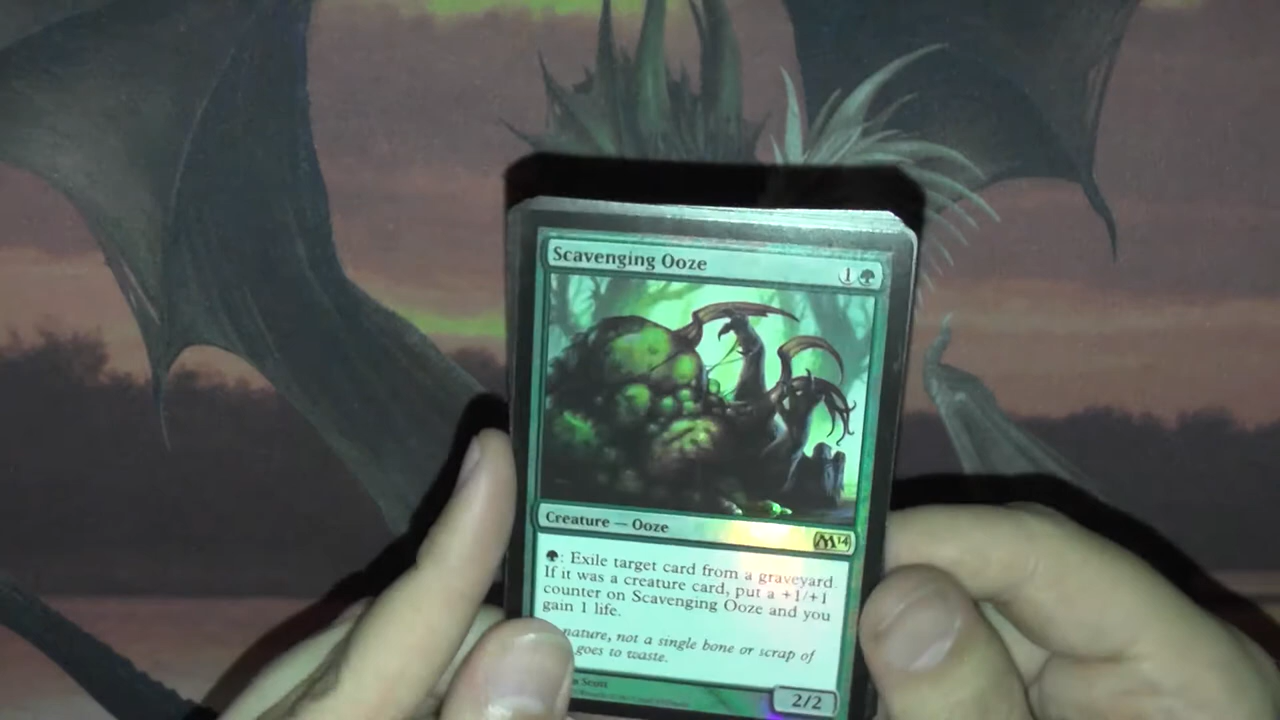 Scavenging Ooze
1
Creature — Ooze
M14
: Exile target card from a graveyard.
If it was a creature card, put a +1/+1
counter on Scavenging Ooze and you
gain 1 life.
nature, not a single bone or scrap of
goes to waste.
Scott
2/2